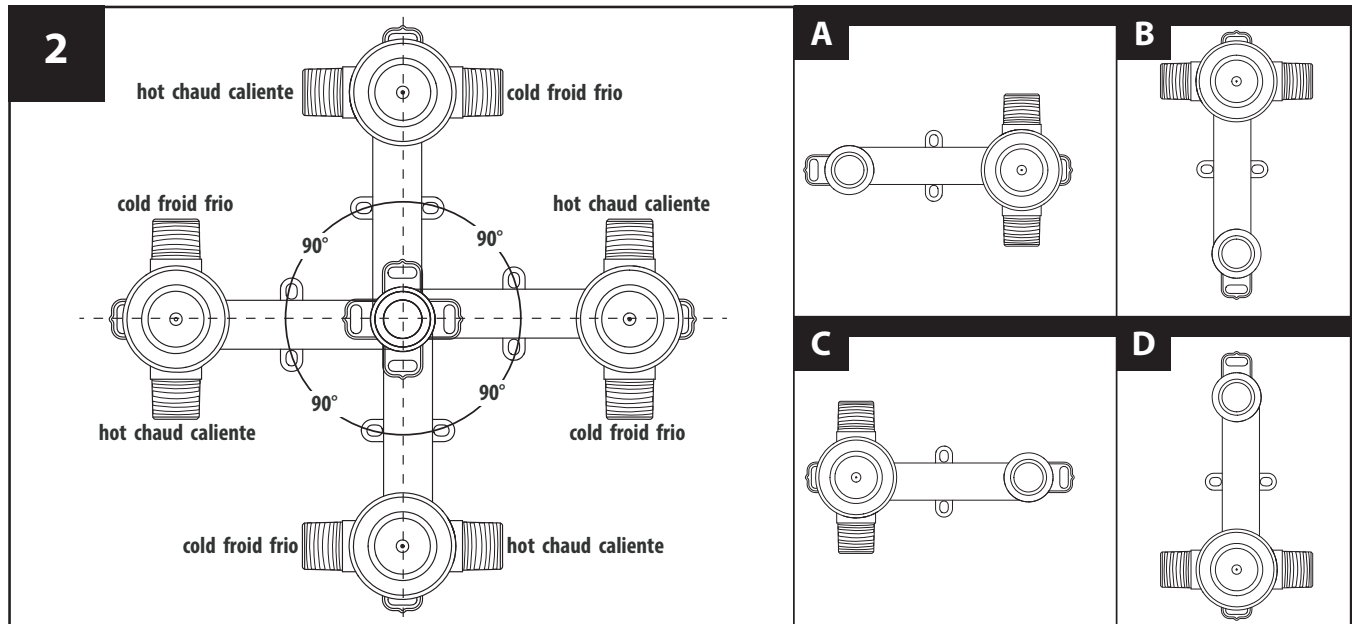 2
hot chaud caliente
cold froid frio
cold froid frio
hot chaud caliente
90°
90°
90°
90°
hot chaud caliente
cold froid frio
cold froid frio
hot chaud caliente
A
B
C
D